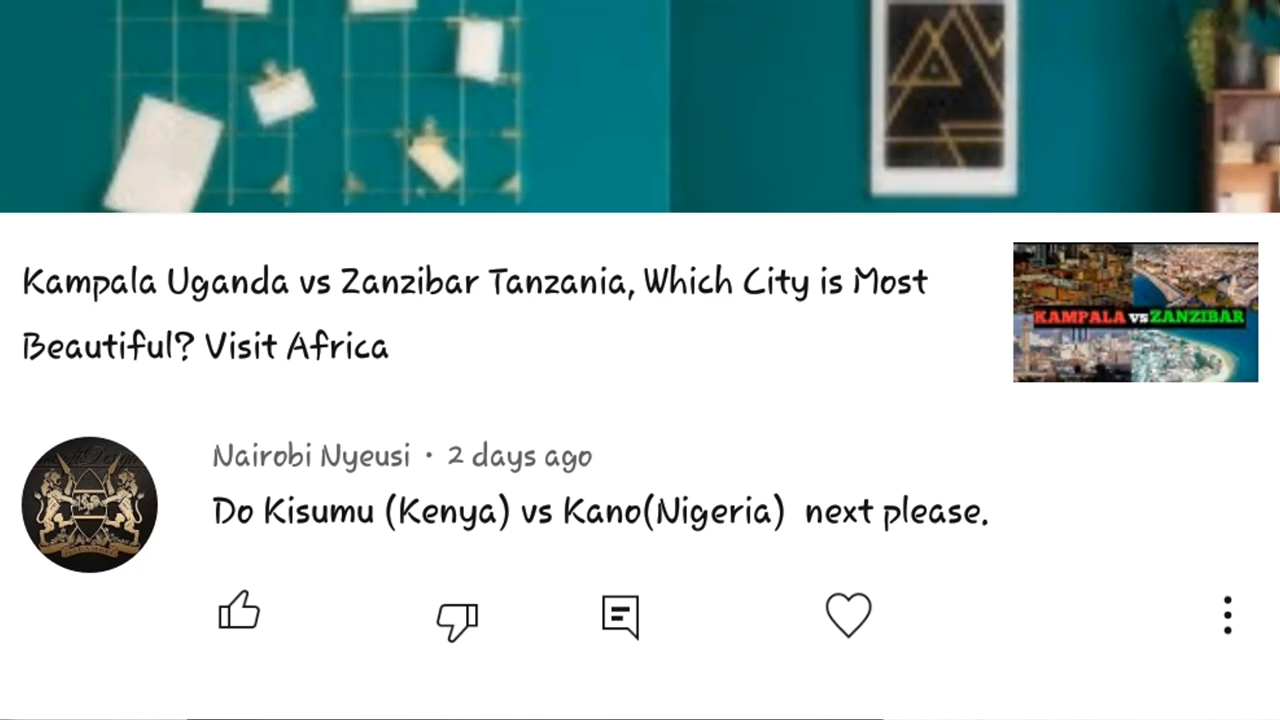 Kampala Uganda vs Zanzibar Tanzania, Which City is Most
Beautiful? Visit Africa
KAMPALA vs ZANZIBAR
Nairobi Nyeusi · 2 days ago
Do Kisumu (Kenya) vs Kano(Nigeria)  next please.